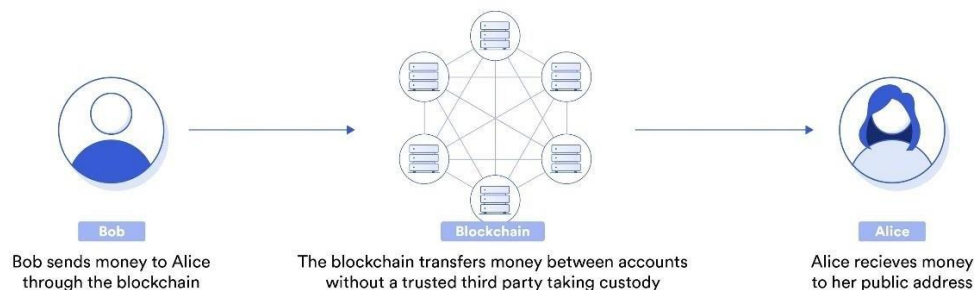 Bob
Bob sends money to Alice
through the blockchain
Blockchain
The blockchain transfers money between accounts
without a trusted third party taking custody
Alice
Alice recieves money
to her public address